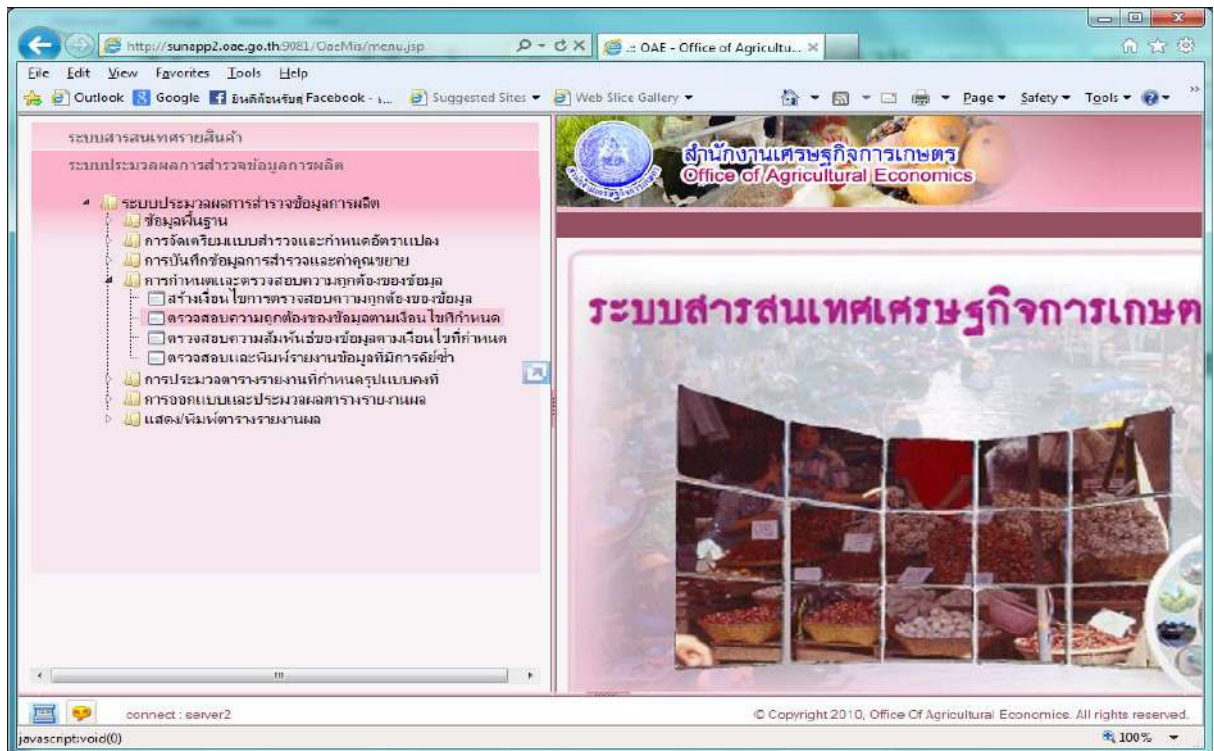 http://sunapp2.oae.go.th:9081/OaeMis/menu.jsp
.:: OAE - Office of Agricultu...
File Edit View Favorites Tools Help
Outlook Google ยินดีต้อนรับสู่ Facebook - Suggested Sites Web Slice Gallery Page Safety Tools
ระบบสารสนเทศรายสินค้า
ระบบประมวลผลการสำรวจข้อมูลการผลิต
ระบบประมวลผลการสำรวจข้อมูลการผลิต
ข้อมูลพื้นฐาน
การจัดเตรียมแบบสำรวจและกำหนดอัตราแปลง
การบันทึกข้อมูลการสำรวจและค่าคูณขยาย
การกำหนดและตรวจสอบความถูกต้องของข้อมูล
สร้างเงื่อนไขการตรวจสอบความถูกต้องของข้อมูล
ตรวจสอบความถูกต้องของข้อมูลตามเงื่อนไขที่กำหนด
ตรวจสอบความสัมพันธ์ของข้อมูลตามเงื่อนไขที่กำหนด
ตรวจสอบและพิมพ์รายงานข้อมูลที่มีการคีย์ซ้ำ
การประมวลตารางรายงานที่กำหนดรูปแบบคงที่
การออกแบบและประมวลผลตารางรายงานผล
แสดง/พิมพ์ตารางรายงานผล
สำนักงานเศรษฐกิจการเกษตร
Office of Agricultural Economics
ระบบสารสนเทศเศรษฐกิจการเกษต
connect : server2
© Copyright 2010, Office Of Agricultural Economics. All rights reserved.
javascript:void(0)
100%